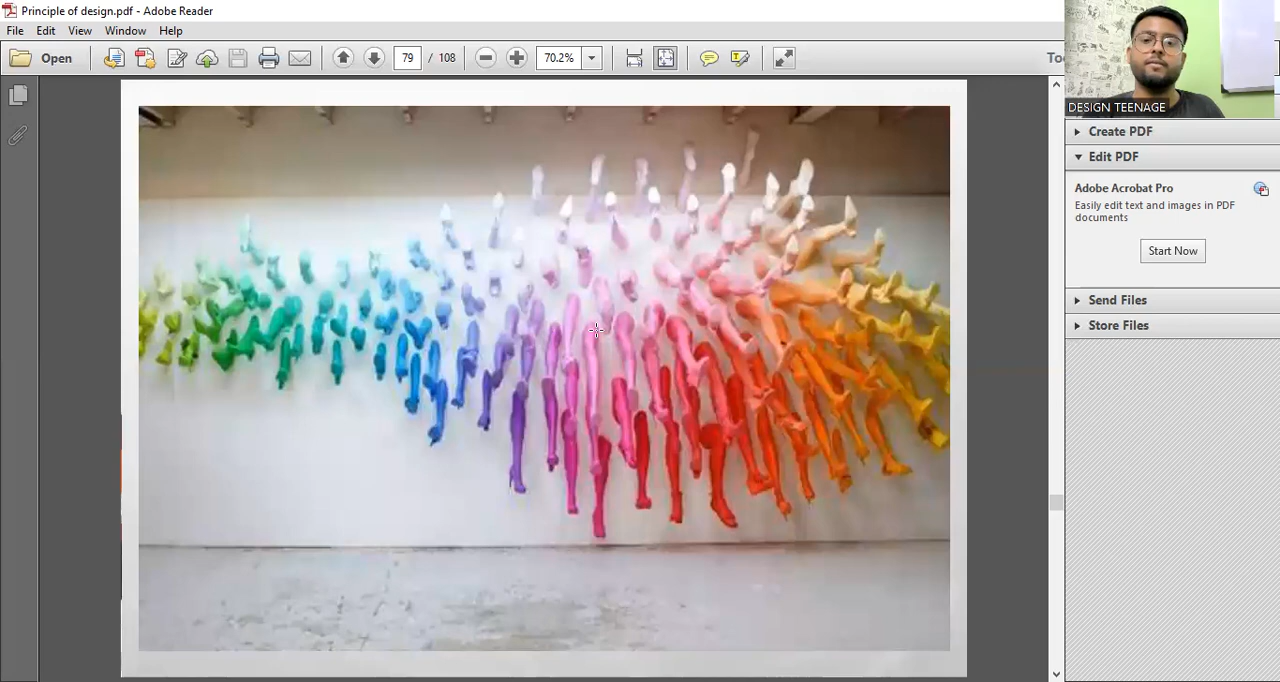 Principle of design.pdf - Adobe Reader
File Edit View Window Help
Open
79 / 103
70.2%
DESIGN TEENAGE
Create PDF
Edit PDF
Adobe Acrobat Pro
Easily edit text and images in PDF
documents
Start Now
Send Files
Store Files